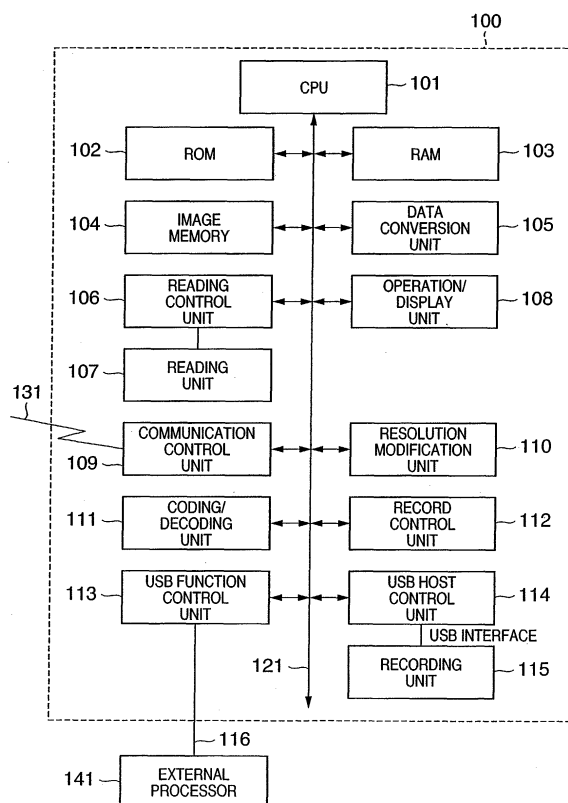 100
CPU
101
102
ROM
RAM
103
104
IMAGE
MEMORY
DATA
CONVERSION
UNIT
105
106
READING
CONTROL
UNIT
OPERATION/
DISPLAY
UNIT
108
107
READING UNIT
131
109
COMMUNICATION
CONTROL
UNIT
RESOLUTION
MODIFICATION
UNIT
110
111
CODING/
DECODING
UNIT
RECORD
CONTROL
UNIT
112
113
USB FUNCTION
CONTROL
UNIT
USB HOST
CONTROL
UNIT
114
USB INTERFACE
121
RECORDING
UNIT
115
116
141
EXTERNAL
PROCESSOR